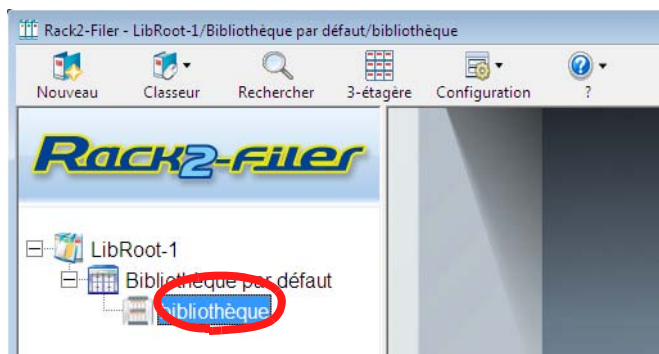 Rack2-Filer - LibRoot-1/Bibliothèque par défaut/bibliothèque
Nouveau Classeur Rechercher 3-étagère Configuration ?
Rack2-Filer
LibRoot-1
Bibliothèque par défaut
bibliothèque